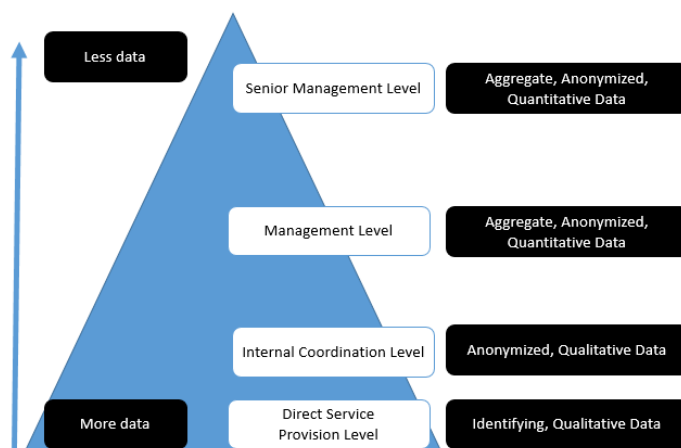 Less data
Senior Management Level
Aggregate, Anonymized,
Quantitative Data
Management Level
Aggregate, Anonymized,
Quantitative Data
Internal Coordination Level
Anonymized, Qualitative Data
More data
Direct Service
Provision Level
Identifying, Qualitative Data